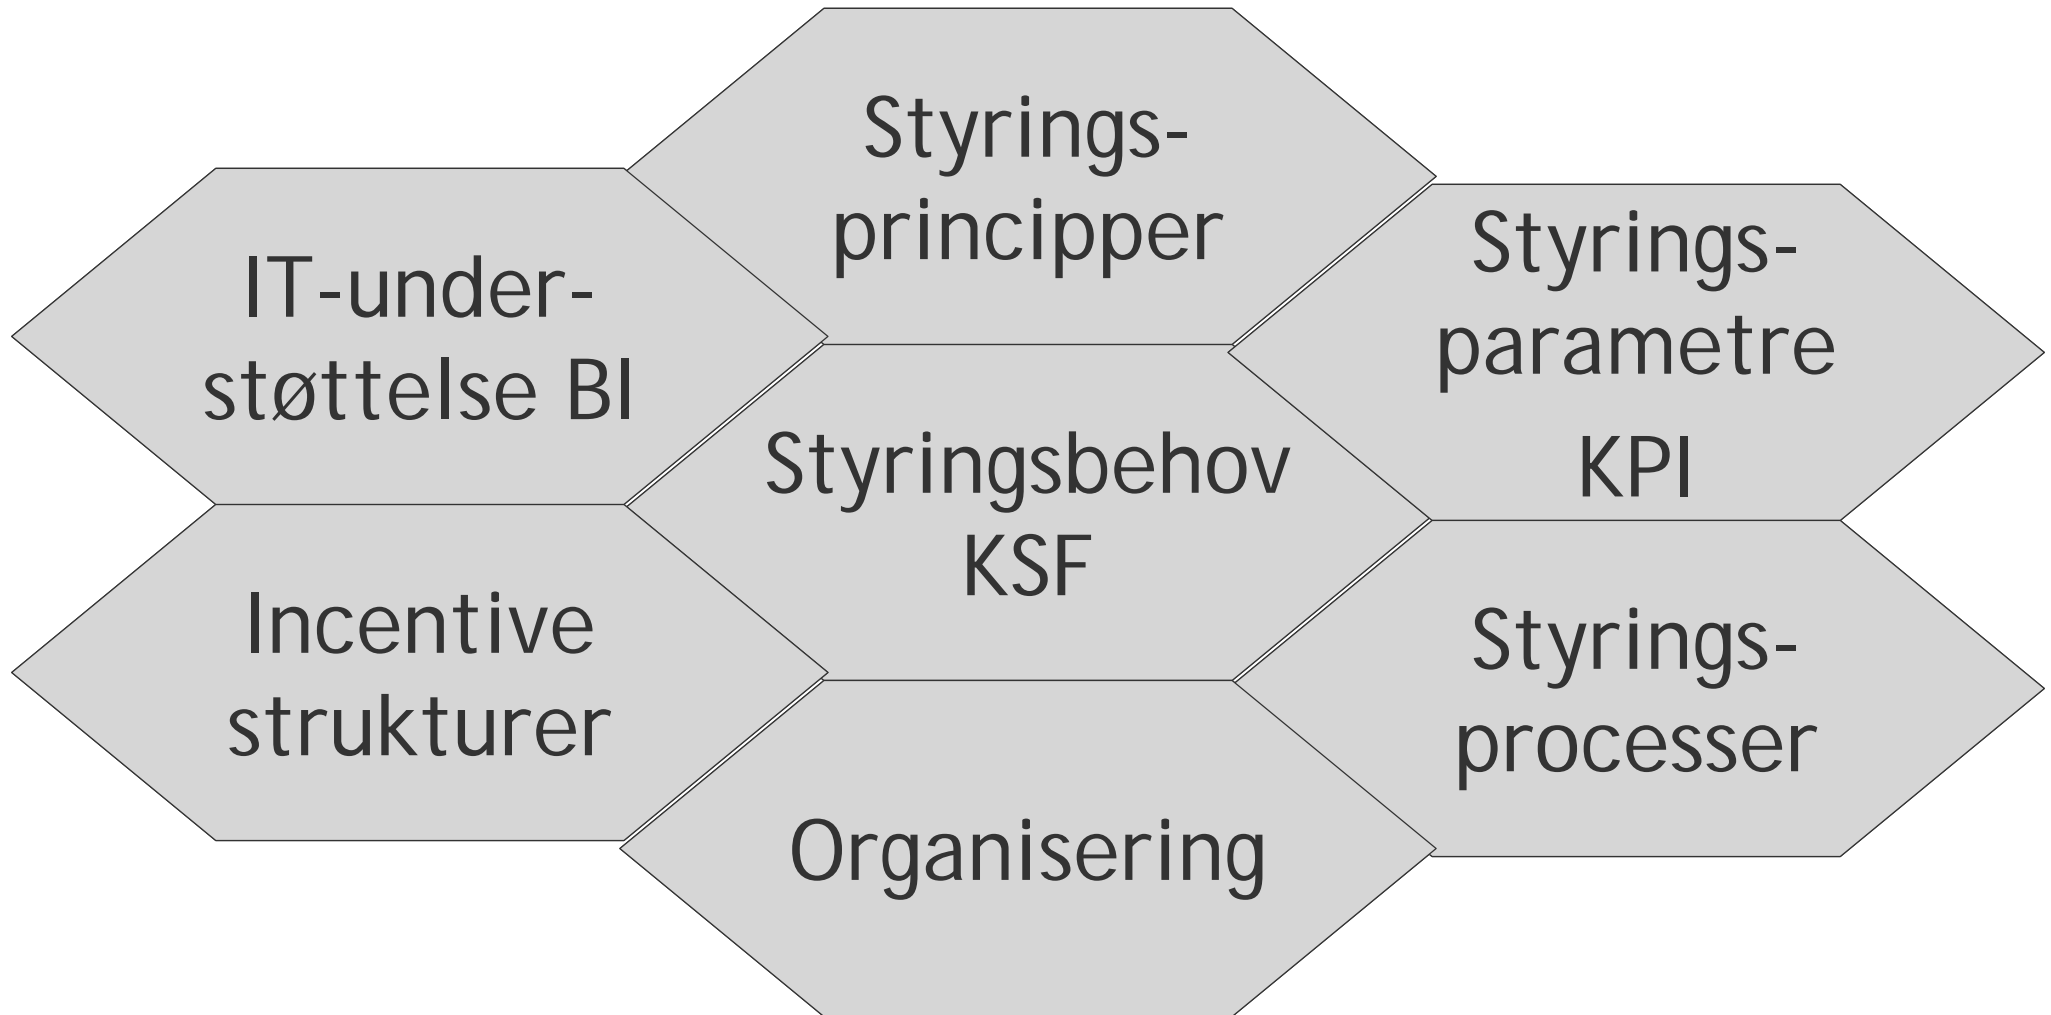 Styrings-
principper
IT-under-
støttelse BI
Styrings-
parametre
KPI
Styringsbehov
KSF
Incentive
strukturer
Styrings-
processer
Organisering